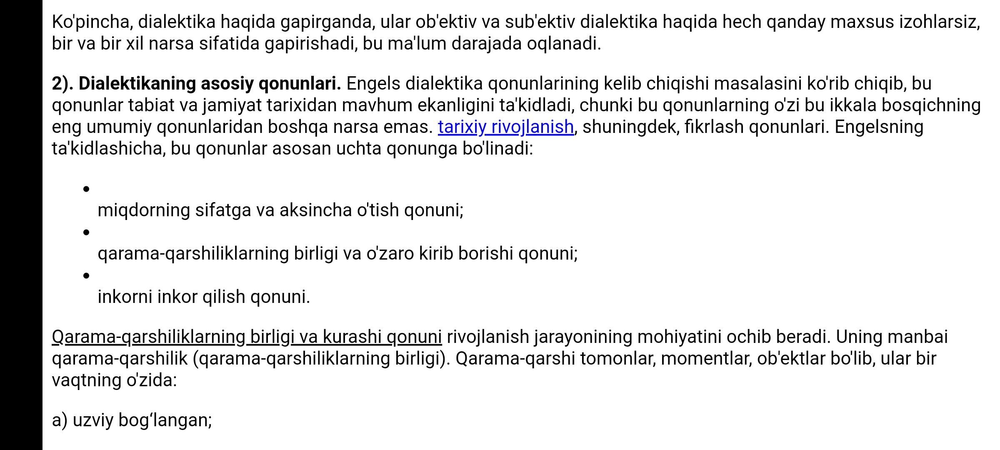 Ko'pincha, dialektika haqida gapirganda, ular ob'ektiv va sub'ektiv dialektika haqida hech qanday maxsus izohlarsiz,
bir va bir xil narsa sifatida gapirishadi, bu ma'lum darajada oqlanadi.
2). Dialektikaning asosiy qonunlari. Engels dialektika qonunlarining kelib chiqishi masalasini ko'rib chiqib, bu
qonunlar tabiat va jamiyat tarixidan mavhum ekanligini ta'kidladi, chunki bu qonunlarning o'zi bu ikkala bosqichning
eng umumiy qonunlaridan boshqa narsa emas. tarixiy rivojlanish, shuningdek, fikrlash qonunlari. Engelsning
ta'kidlashicha, bu qonunlar asosan uchta qonunga bo'linadi:
•
miqdorning sifatga va aksincha o'tish qonuni;
•
qarama-qarshiliklarning birligi va o'zaro kirib borishi qonuni;
•
inkorni inkor qilish qonuni.
Qarama-qarshiliklarning birligi va kurashi qonuni rivojlanish jarayonining mohiyatini ochib beradi. Uning manbai
qarama-qarshilik (qarama-qarshiliklarning birligi). Qarama-qarshi tomonlar, momentlar, ob'ektlar bo'lib, ular bir
vaqtning o'zida:
a) uzviy bog‘langan;